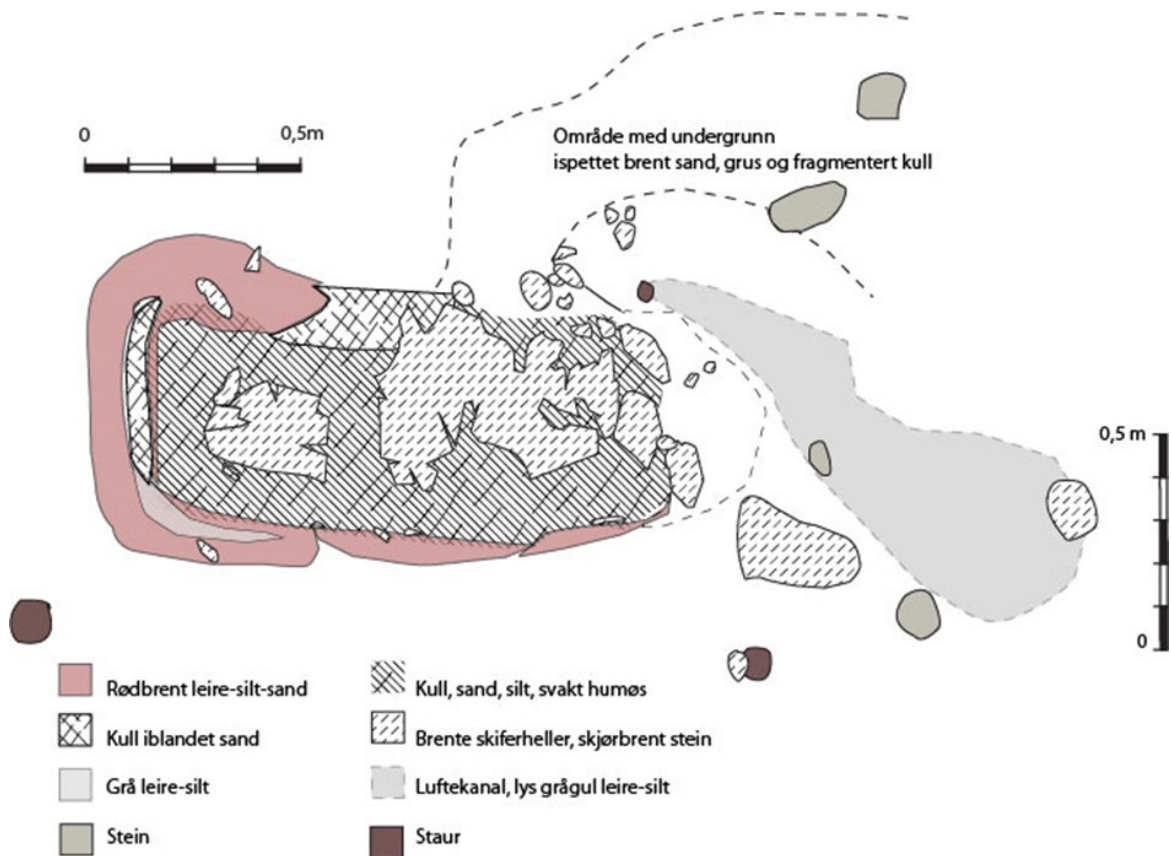 0 0,5m
Område med undergrunn
ispettet brent sand, grus og fragmentert kull
0,5 m
0
Rødbrent leire-silt-sand
Kull iblandet sand
Grå leire-silt
Stein
Kull, sand, silt, svakt humøs
Brente skiferheller, skjørbrent stein
Luftekanal, lys grågul leire-silt
Staur